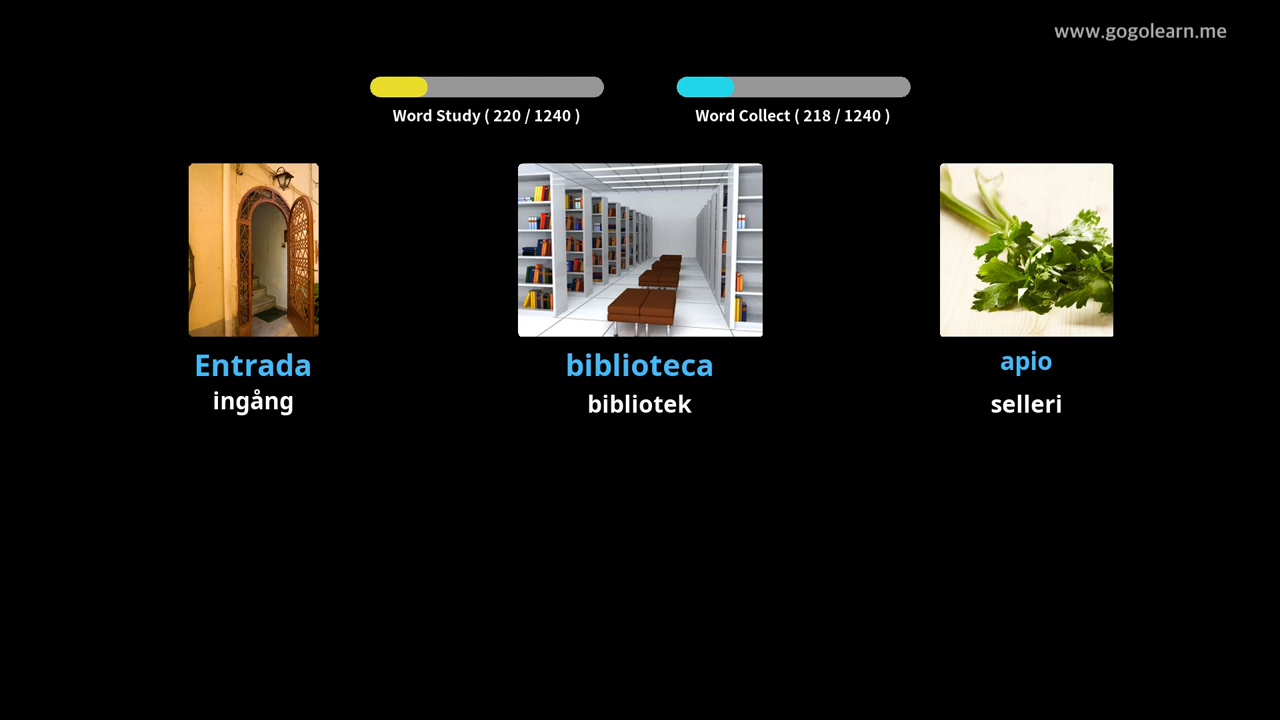 www.gogolearn.me
Word Study ( 220 / 1240 )
Word Collect ( 218 / 1240 )
Entrada
ingång
biblioteca
bibliotek
apio
selleri